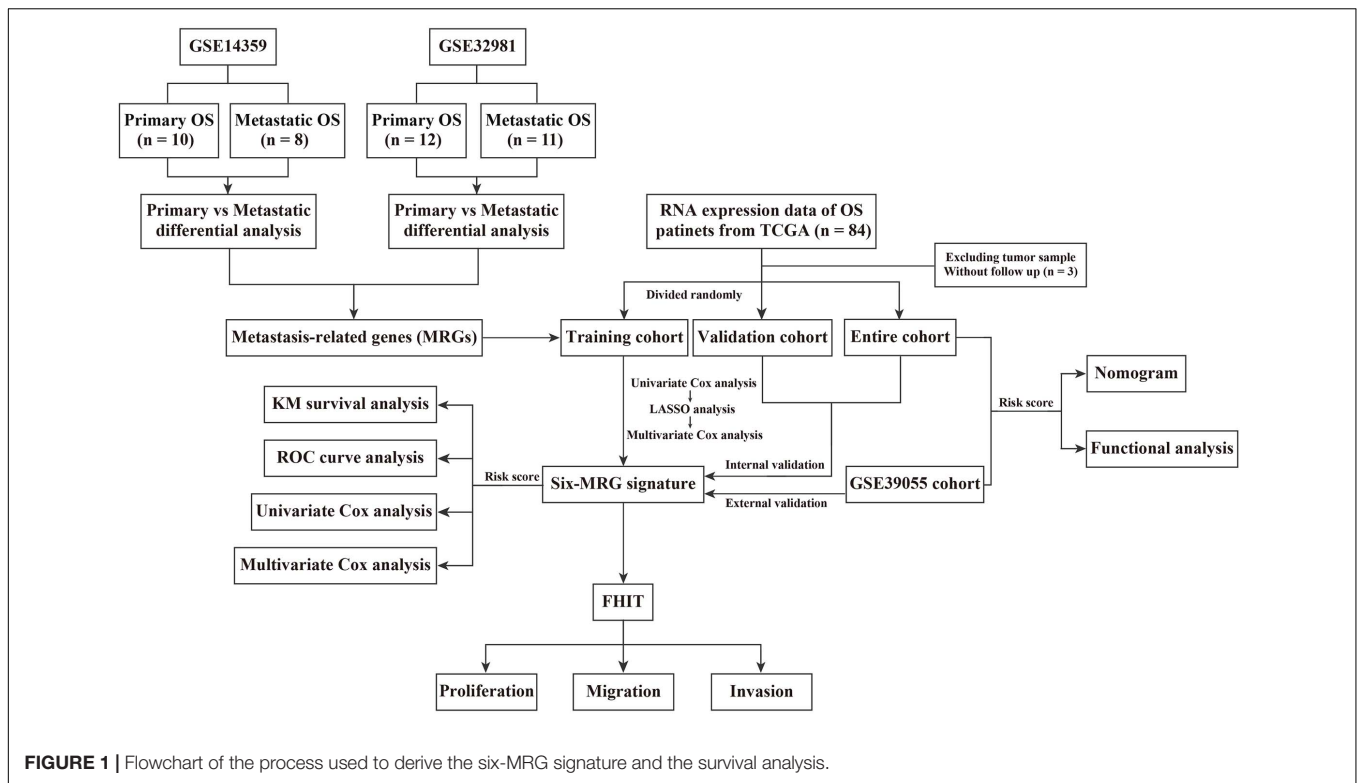 GSE14359
GSE32981
Primary OS
(n = 10)
Metastatic OS
(n = 8)
Primary OS
(n = 12)
Metastatic OS
(n = 11)
Primary vs Metastatic
differential analysis
Primary vs Metastatic
differential analysis
RNA expression data of OS
patinets from TCGA (n = 84)
Excluding tumor sample
Without follow up (n = 3)
Divided randomly
Metastasis-related genes (MRGs)
Training cohort
Validation cohort
Entire cohort
Univariate Cox analysis
LASSO analysis
Multivariate Cox analysis
Nomogram
Risk score
Functional analysis
KM survival analysis
ROC curve analysis
Univariate Cox analysis
Multivariate Cox analysis
Risk score
Six-MRG signature
Internal validation
External validation
GSE39055 cohort
FHIT
Proliferation
Migration
Invasion
FIGURE 1 | Flowchart of the process used to derive the six-MRG signature and the survival analysis.